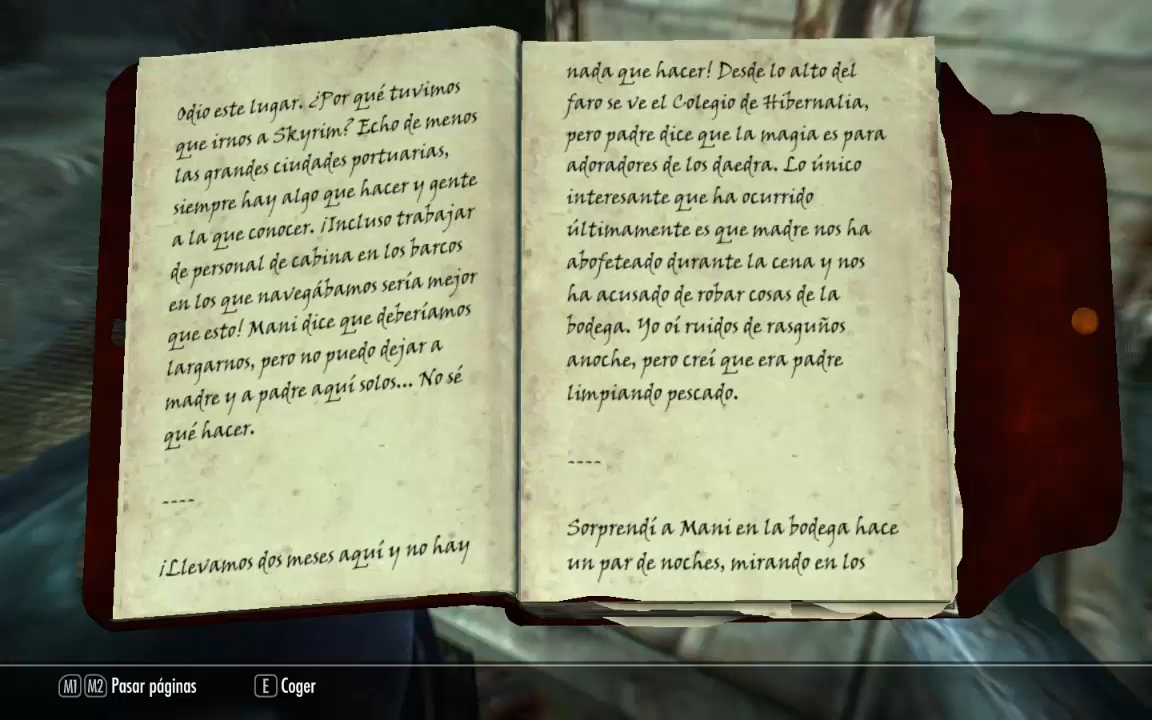 Odio este lugar. ¿Por qué tuvimos
que irnos a Skyrim? Echo de menos
las grandes ciudades portuarias,
siempre hay algo que hacer y gente
a la que conocer. ¡Incluso trabajar
de personal de cabina en los barcos
en los que navegábamos sería mejor
que esto! Mani dice que deberíamos
largarnos, pero no puedo dejar a
madre y a padre aquí solos... No sé
qué hacer.
----
¡Llevamos dos meses aquí y no hay
nada que hacer! Desde lo alto del
faro se ve el Colegio de Hibernalia,
pero padre dice que la magia es para
adoradores de los daedra. Lo único
interesante que ha ocurrido
últimamente es que madre nos ha
abofeteado durante la cena y nos
ha acusado de robar cosas de la
bodega. Yo oí ruidos de rasguños
anoche, pero creí que era padre
limpiando pescado.
----
Sorprendí a Mani en la bodega hace
un par de noches, mirando en los
M1 M2 Pasar páginas
E Coger